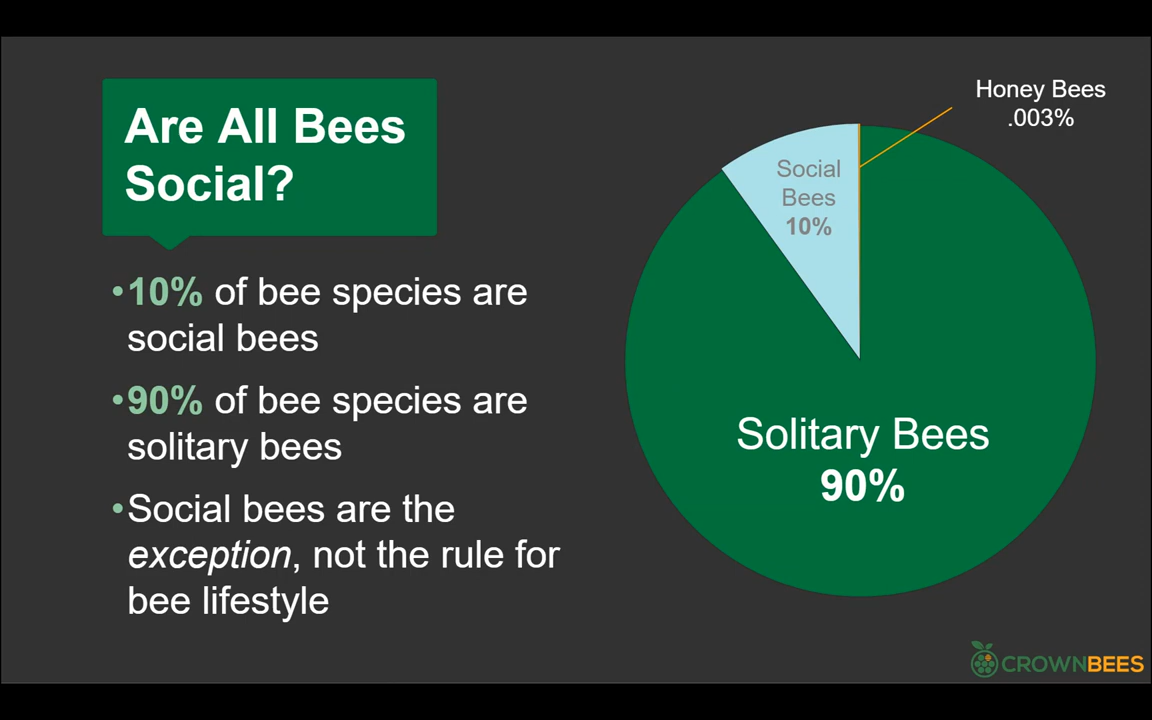 Are All Bees
Social?
•10% of bee species are
social bees
•90% of bee species are
solitary bees
•Social bees are the
exception, not the rule for
bee lifestyle
Honey Bees
.003%
Social
Bees
10%
Solitary Bees
90%
CROWNBEES